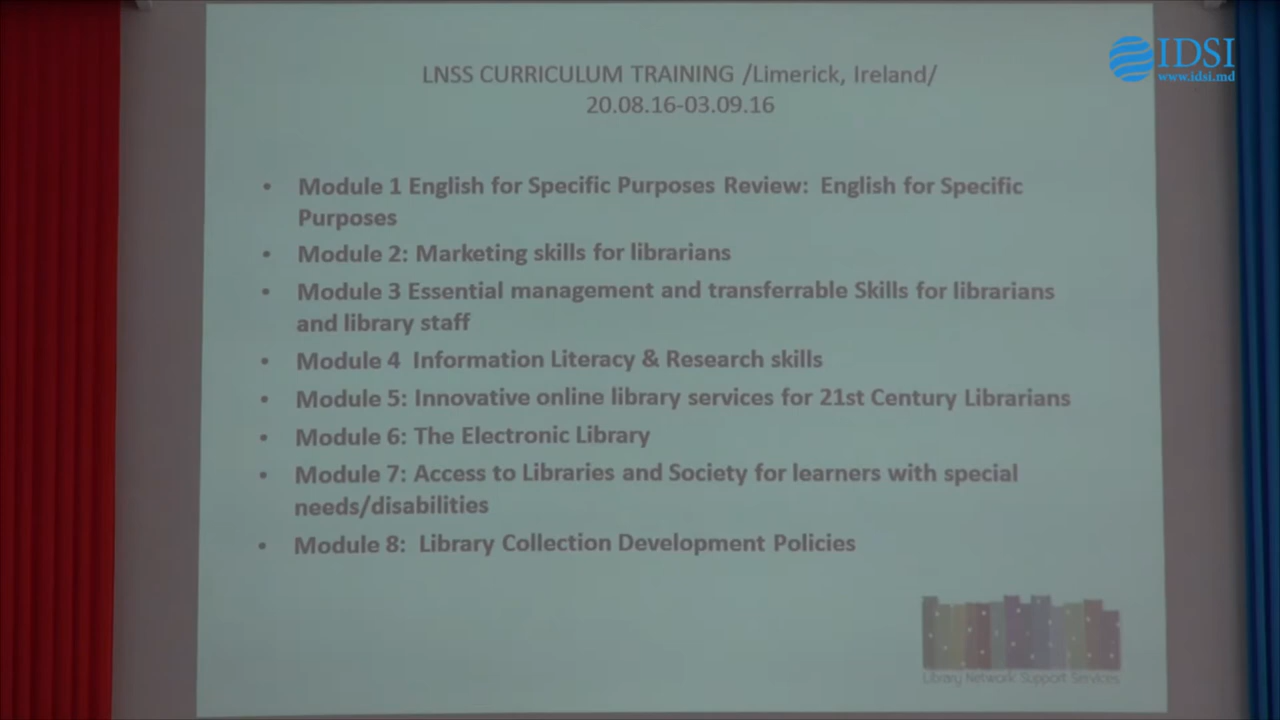 IDSI
www.idsi.md
LNSS CURRICULUM TRAINING /Limerick, Ireland/
20.08.16-03.09.16
• Module 1 English for Specific Purposes Review: English for Specific
Purposes
• Module 2: Marketing skills for librarians
• Module 3 Essential management and transferrable Skills for librarians
and library staff
• Module 4 Information Literacy & Research skills
• Module 5: Innovative online library services for 21st Century Librarians
• Module 6: The Electronic Library
• Module 7: Access to Libraries and Society for learners with special
needs/disabilities
• Module 8: Library Collection Development Policies
Library Network Support Services